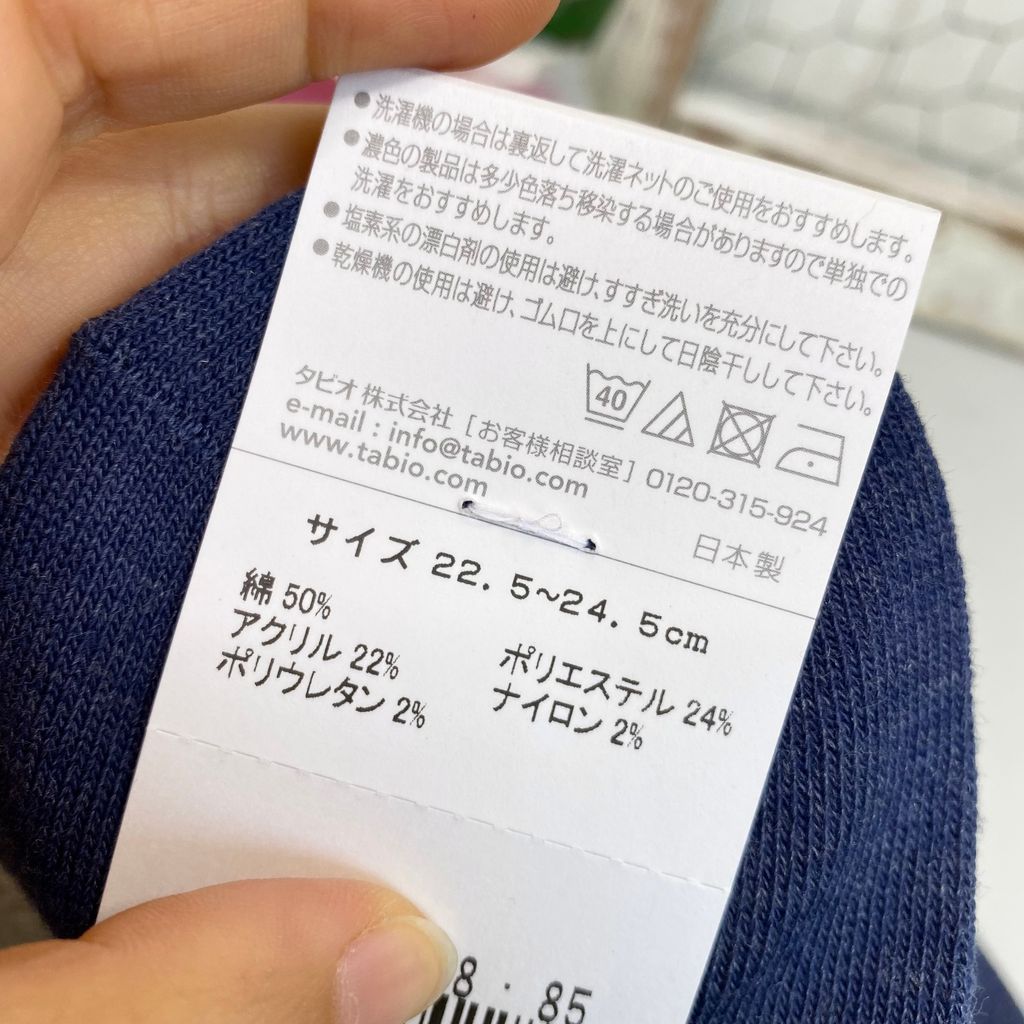 ●洗濯機の場合は裏返して洗濯ネットのご使用をおすすめします。
●濃色の製品は多少色落ち移染する場合がありますので単独での
洗濯をおすすめします。
●塩素系の漂白剤の使用は避け、すすぎ洗いを充分にして下さい。
●乾燥機の使用は避け、ゴム口を上にして日陰干しして下さい。
40
タビオ株式会社 [お客様相談室] 0120-315-924
e-mail : info@tabio.com
www.tabio.com
日本製
サイズ 22. 5~24. 5cm
綿 50%
ポリエステル 24%
アクリル 22%
ナイロン 2%
ポリウレタン 2%
8 . 85